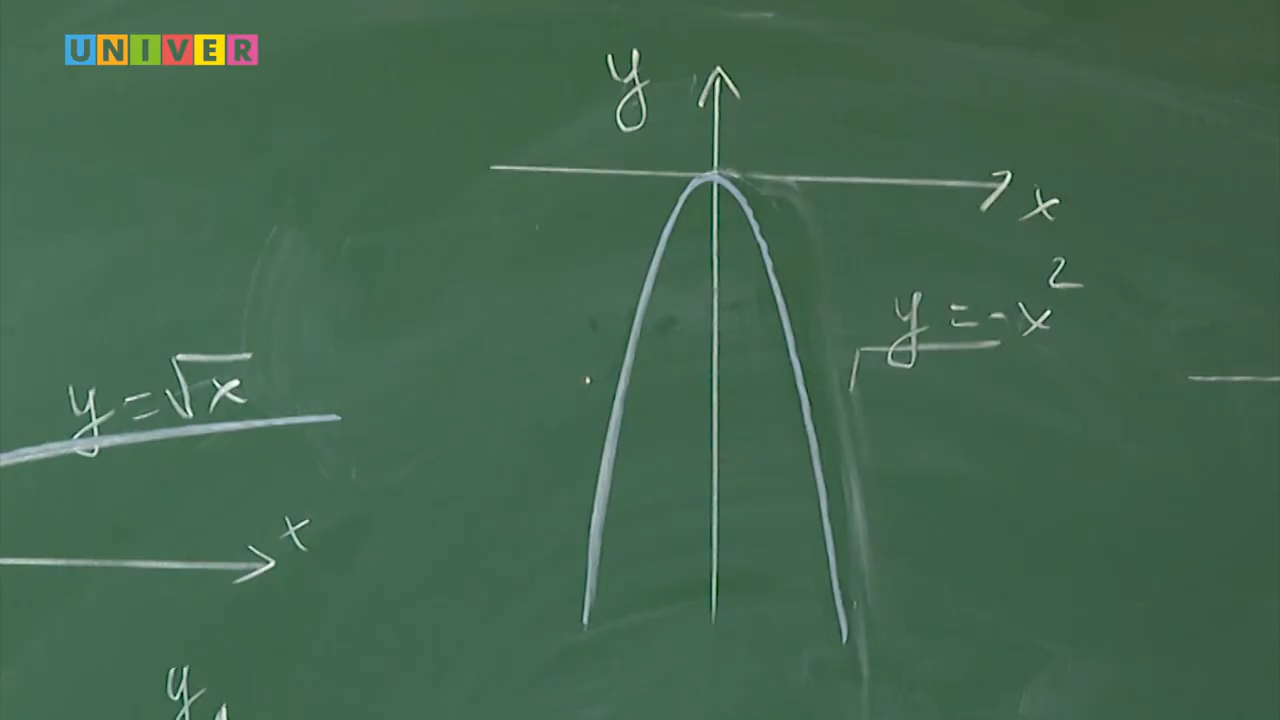 UNIVER
y
x
y = -x²
y = √x
x
y